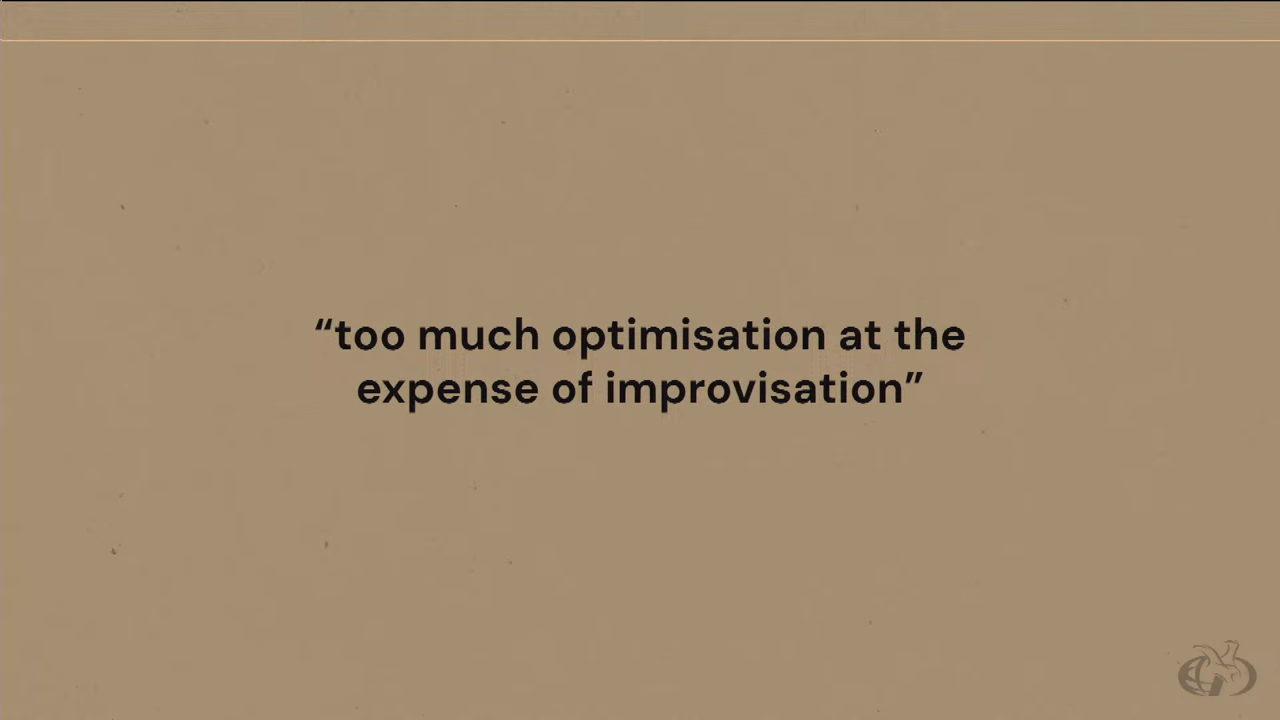 “too much optimisation at the
expense of improvisation”